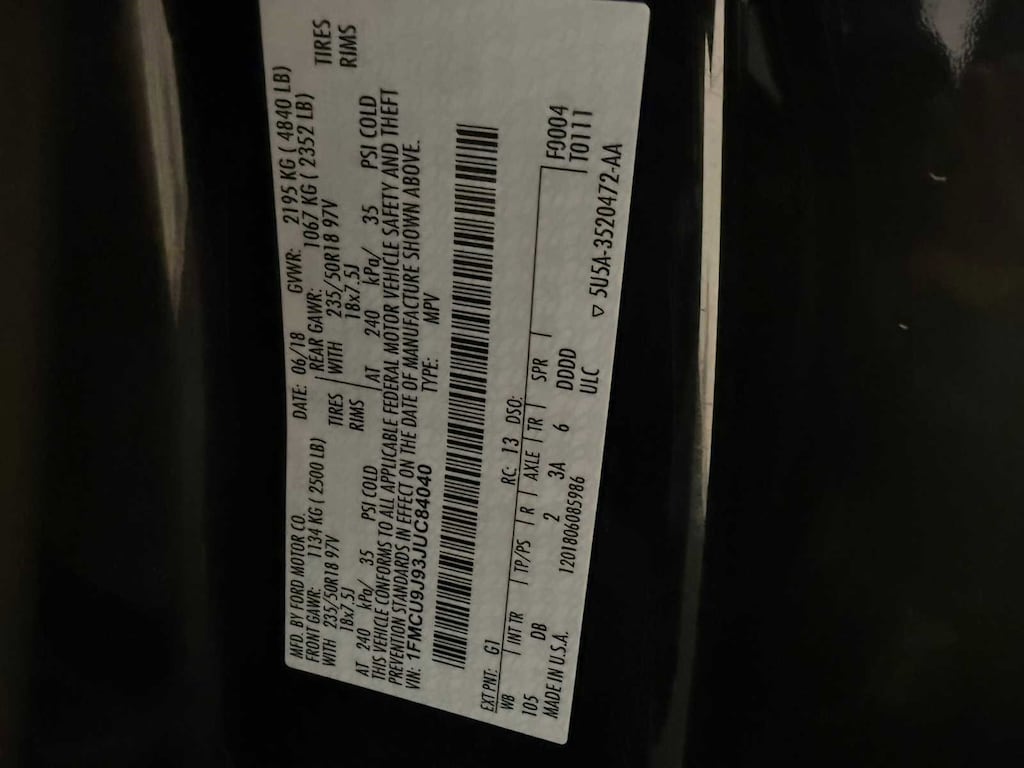 MFD. BY FORD MOTOR CO. DATE: 06/18 GVWR: 2195 KG ( 4840 LB)
FRONT GAWR: 1134 KG ( 2500 LB) REAR GAWR: 1067 KG ( 2352 LB)
WITH 235/50R18 97V TIRES WITH 235/50R18 97V TIRES
18x7.5J RIMS 18x7.5J RIMS
AT 240 kPa/ 35 PSI COLD AT 240 kPa/ 35 PSI COLD
THIS VEHICLE CONFORMS TO ALL APPLICABLE FEDERAL MOTOR VEHICLE SAFETY AND THEFT
PREVENTION STANDARDS IN EFFECT ON THE DATE OF MANUFACTURE SHOWN ABOVE.
VIN: 1FMCU9J93JUC84040 TYPE: MPV
EXT PNT: G1 RC: 13 DSO: F0004
WB INT TR TP/PS R AXLE TR SPR T0111
105 DB 2 3A 6 DDDD
MADE IN U.S.A. 1201806085986 ULC ▽ 5U5A-3520472-AA